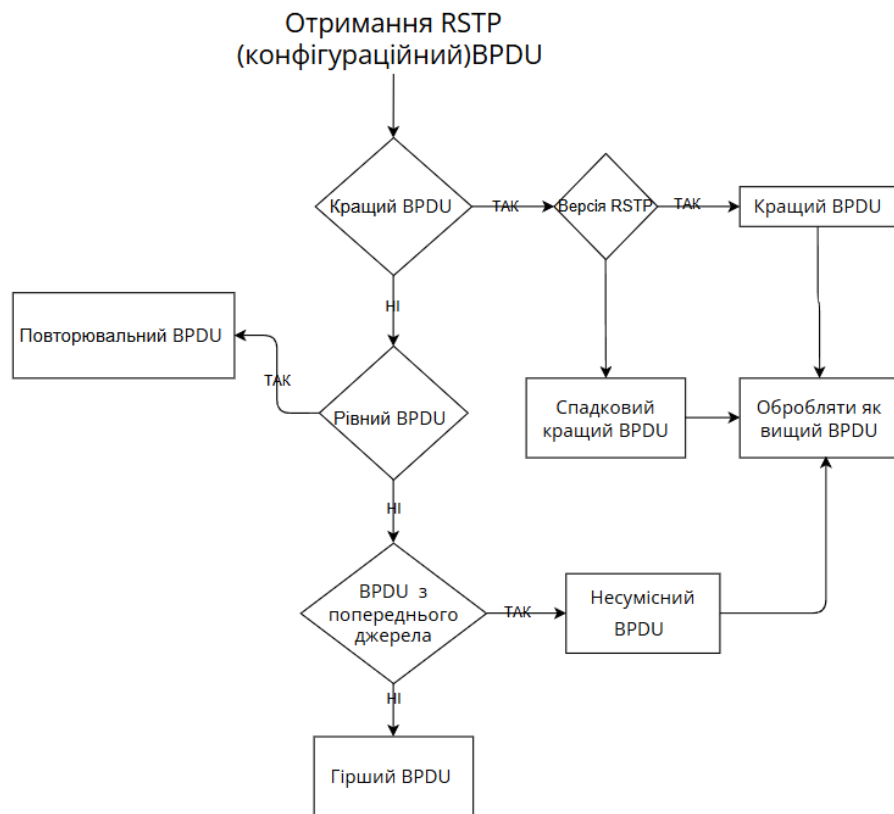 Отримання RSTP
(конфігураційний)BPDU
Кращий BPDU
ТАК
Версія RSTP
ТАК
Кращий BPDU
НІ
Повторювальний BPDU
ТАК
Рівний BPDU
Спадковий
кращий BPDU
Обробляти як
вищий BPDU
НІ
BPDU з
попереднього
джерела
ТАК
Несумісний
BPDU
НІ
Гірший BPDU